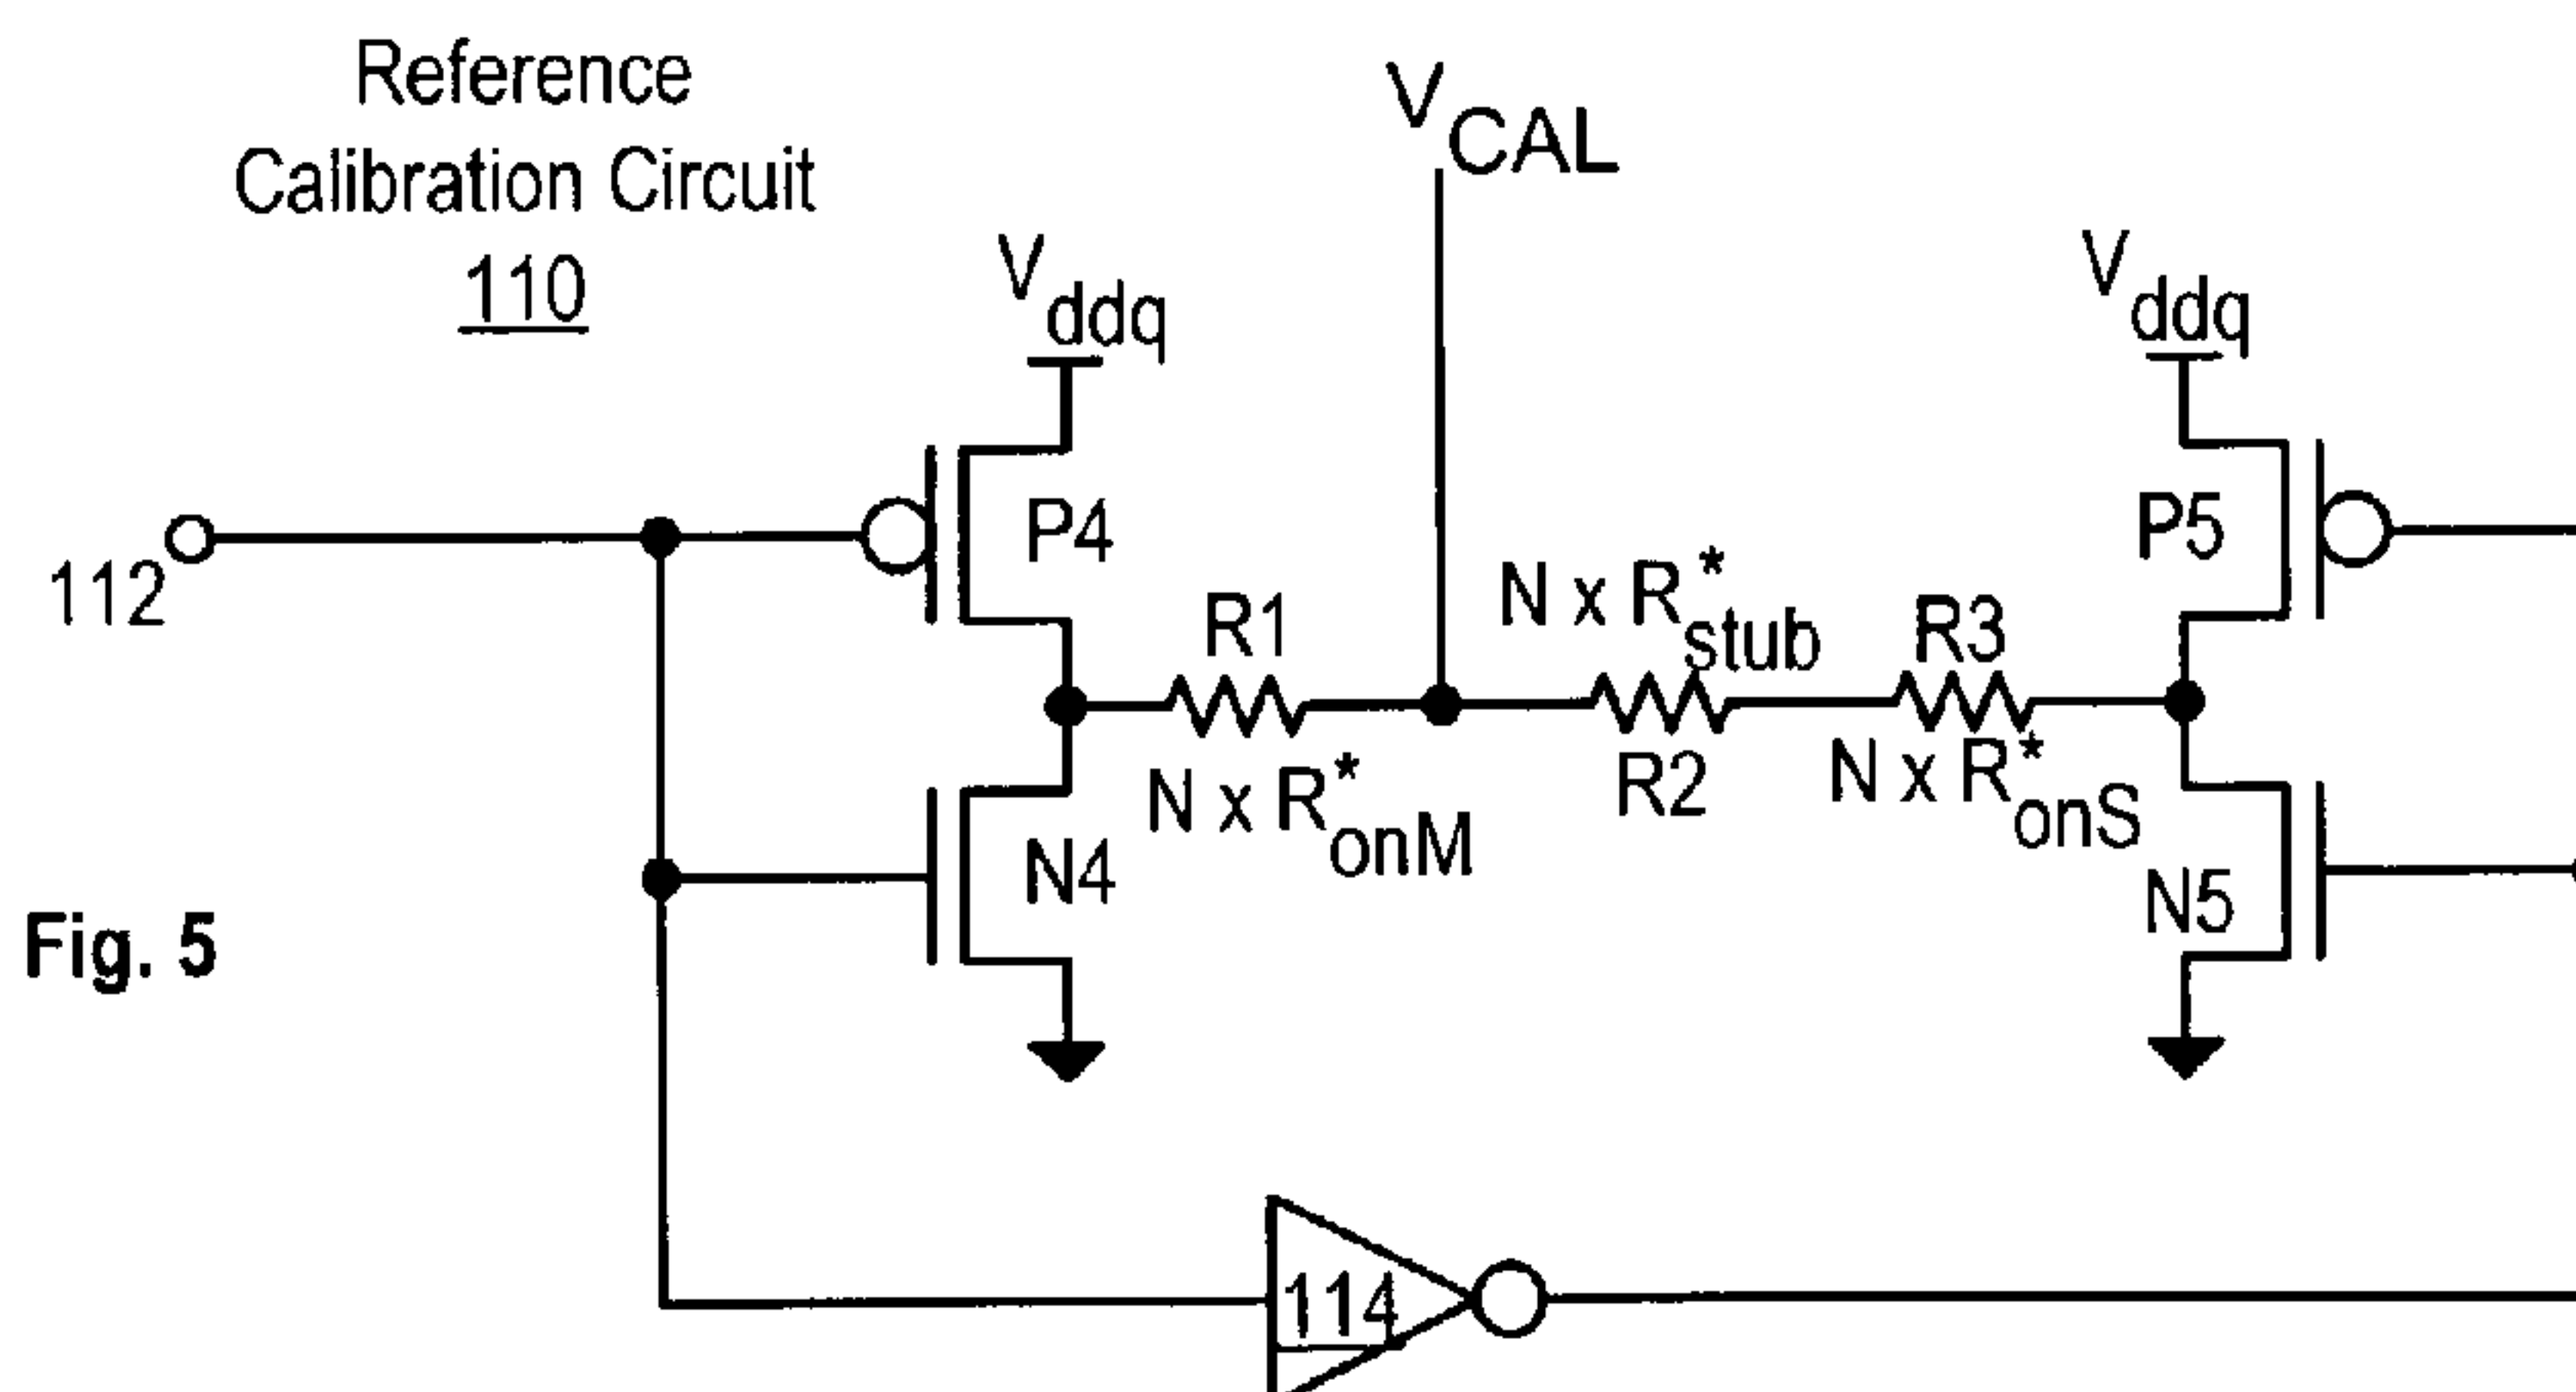 Reference
Calibration Circuit
110
V CAL
V ddq
V ddq
112
P4
P5
R1
N x R*stub
R3
N x R*onM
R2
N x R*onS
N4
N5
Fig. 5
114